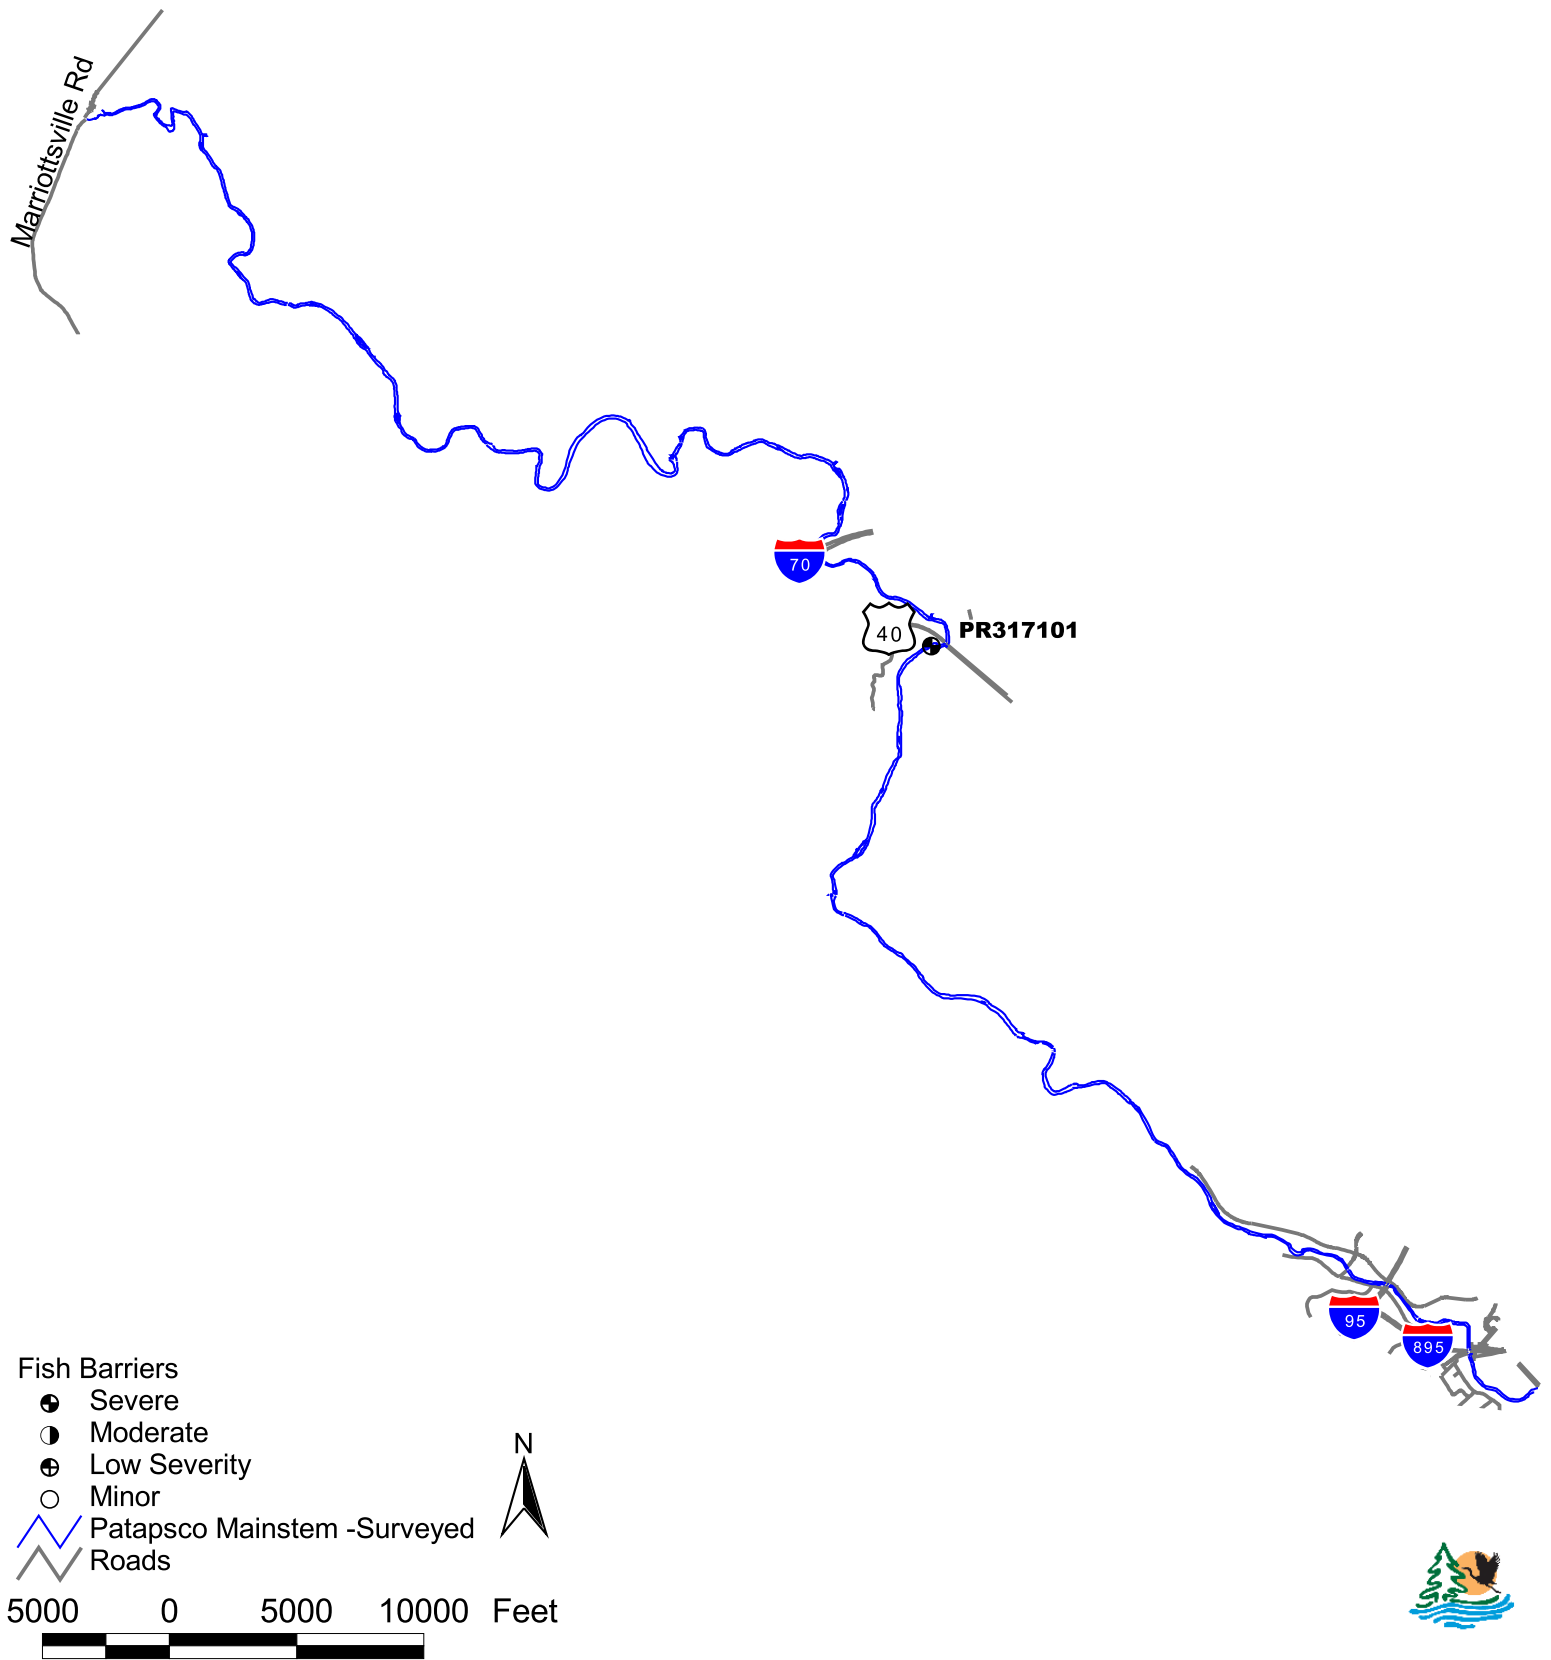 Marriottsville Rd
70
40
PR317101
95
895
Fish Barriers
Severe
Moderate
Low Severity
Minor
Patapsco Mainstem -Surveyed
Roads
N
5000 0 5000 10000 Feet